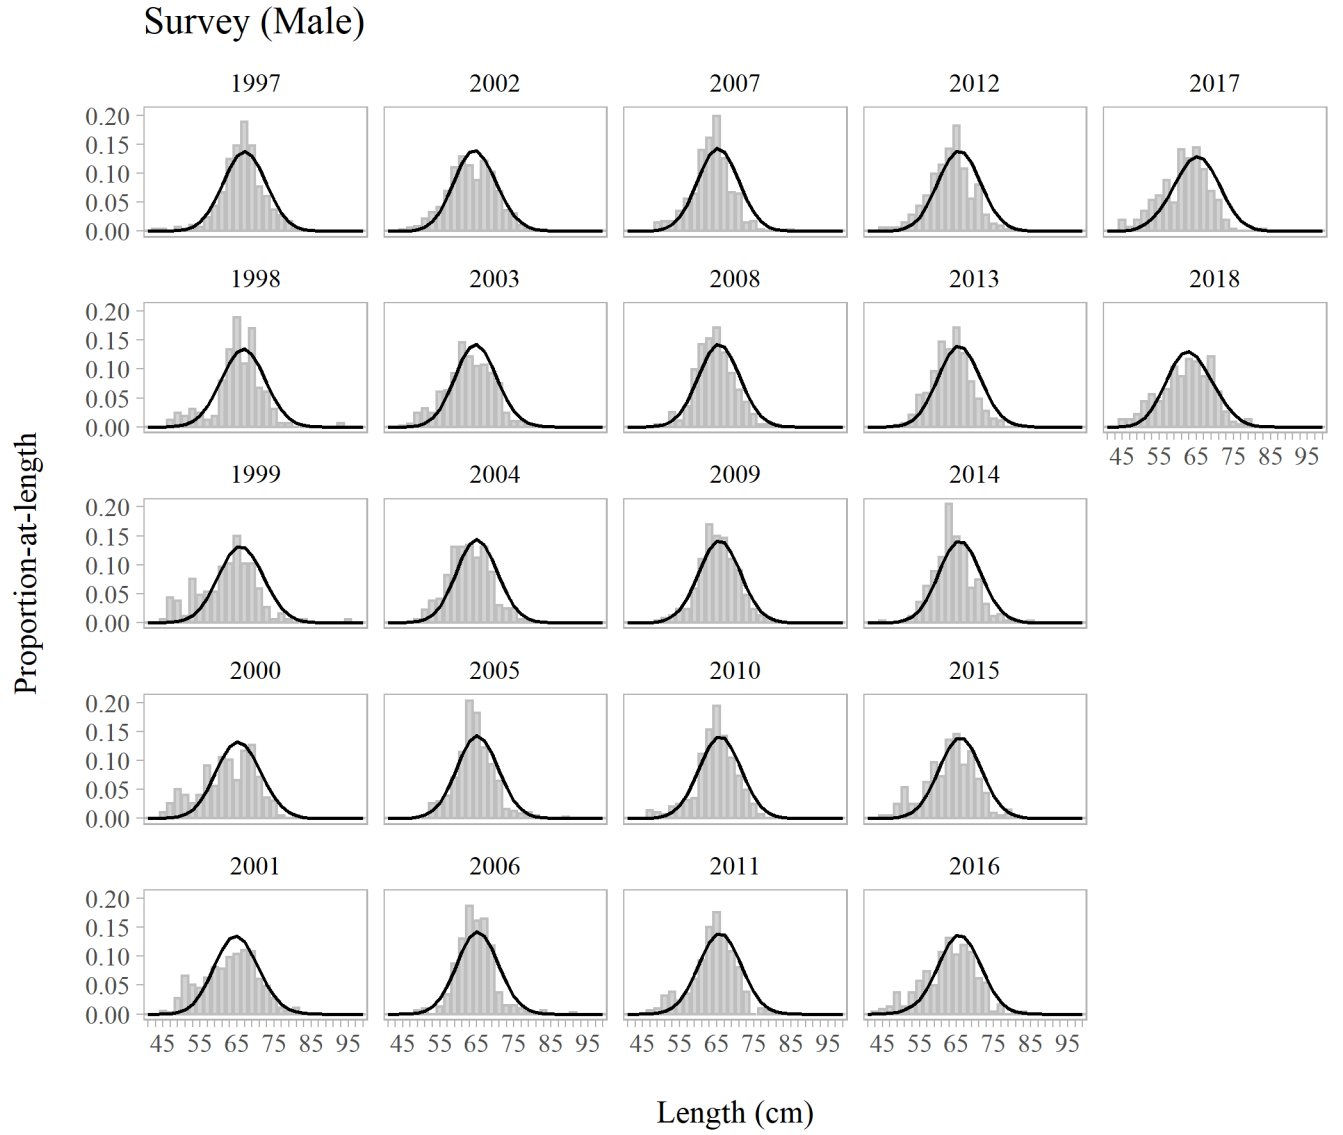 Survey (Male)
1997 2002 2007 2012 2017
0.20
0.15
0.10
0.05
0.00
1998 2003 2008 2013 2018
0.20
0.15
0.10
0.05
0.00
45 55 65 75 85 95
1999 2004 2009 2014
0.20
0.15
0.10
0.05
0.00
2000 2005 2010 2015
0.20
0.15
0.10
0.05
0.00
2001 2006 2011 2016
0.20
0.15
0.10
0.05
0.00
45 55 65 75 85 95 45 55 65 75 85 95 45 55 65 75 85 95 45 55 65 75 85 95
Proportion-at-length
Length (cm)